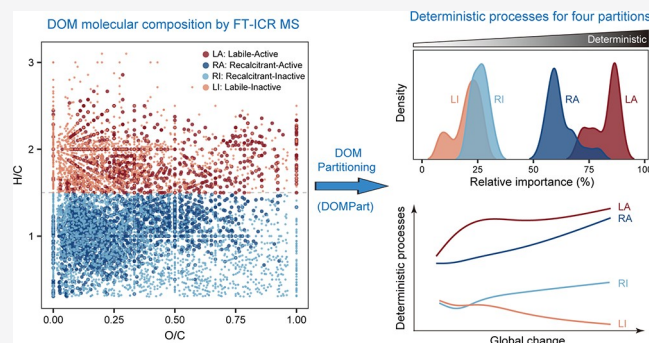 DOM molecular composition by FT-ICR MS
LA: Labile-Active
RA: Recalcitrant-Active
RI: Recalcitrant-Inactive
LI: Labile-Inactive
3
2
1
H/C
0.00 0.25 0.50 0.75 1.00
O/C
DOM
Partitioning
(DOMPart)
Deterministic processes for four partitions
Deterministic
Density
LI RI RA LA
0 25 50 75 100
Relative importance (%)
Deterministic processes
LA
RA
RI
LI
Global change